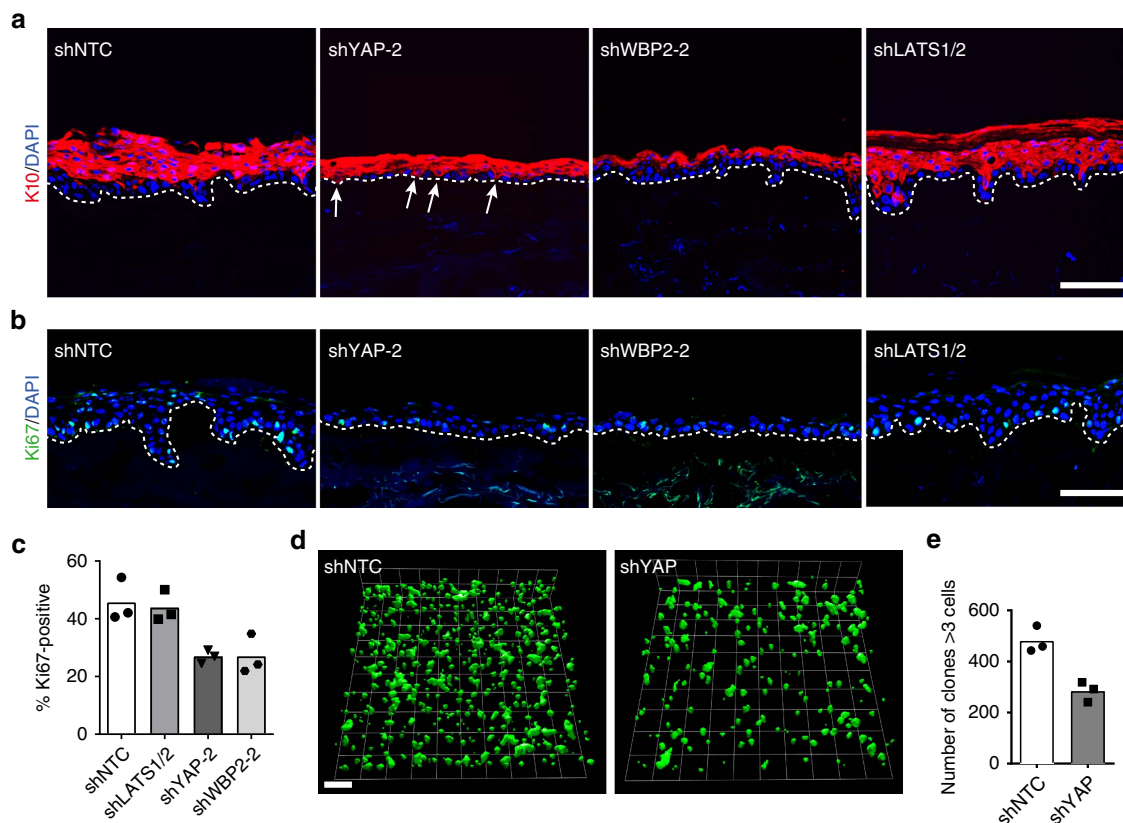 a
shNTC
shYAP-2
shWBP2-2
shLATS1/2
K10/DAPI
b
shNTC
shYAP-2
shWBP2-2
shLATS1/2
Ki67/DAPI
c
% Ki67-positive
60
40
20
0
shNTC
shLATS1/2
shYAP-2
shWBP2-2
d
shNTC
shYAP
e
Number of clones >3 cells
600
400
200
0
shNTC
shYAP